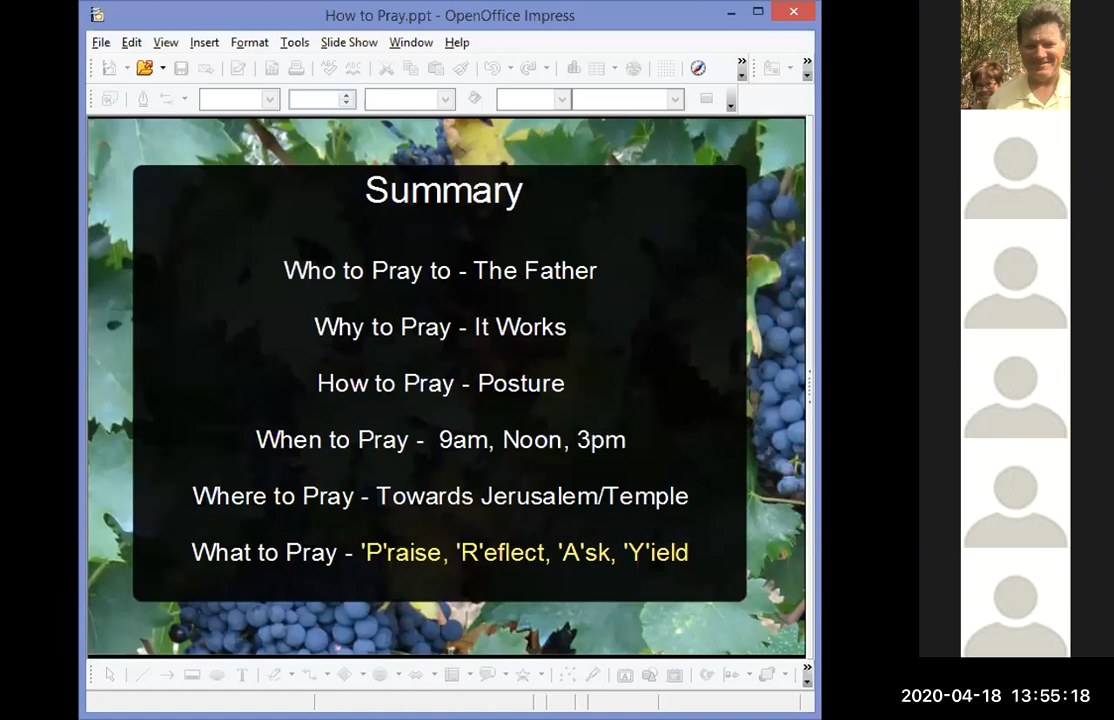 How to Pray.ppt - OpenOffice Impress
File Edit View Insert Format Tools Slide Show Window Help
Summary
Who to Pray to - The Father
Why to Pray - It Works
How to Pray - Posture
When to Pray - 9am, Noon, 3pm
Where to Pray - Towards Jerusalem/Temple
What to Pray - 'P'raise, 'R'eflect, 'A'sk, 'Y'ield
2020-04-18 13:55:18